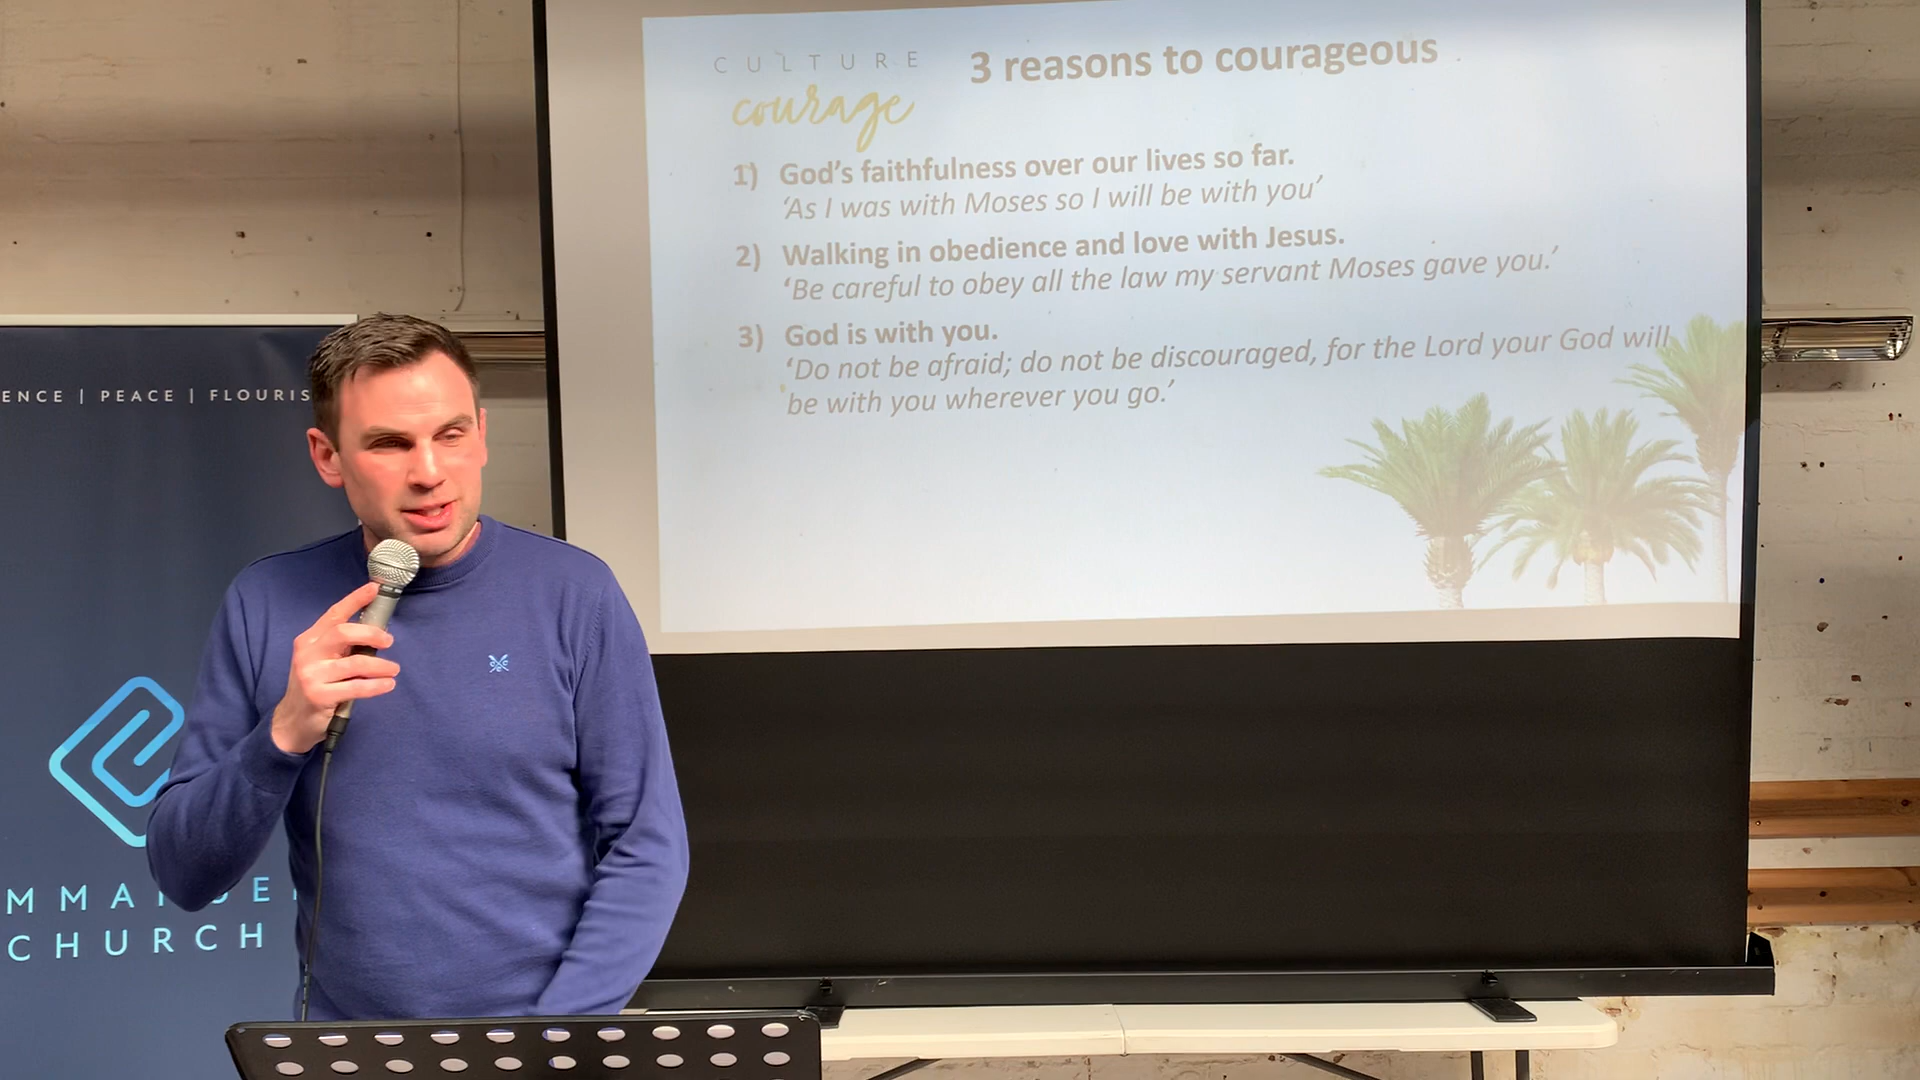 CULTURE
courage
3 reasons to courageous
1) God's faithfulness over our lives so far.
'As I was with Moses so I will be with you'
2) Walking in obedience and love with Jesus.
'Be careful to obey all the law my servant Moses gave you.'
3) God is with you.
'Do not be afraid; do not be discouraged, for the Lord your God will
be with you wherever you go.'
ENCE | PEACE | FLOURIS
CHURCH